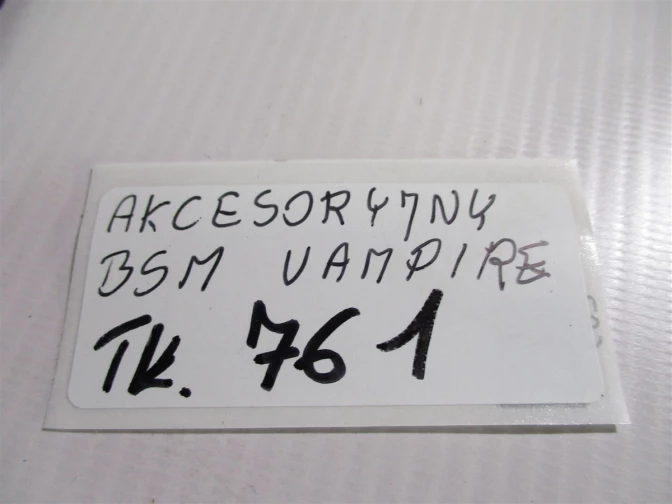 AKCESORYJNY
BSM VAMPIRE
TK. 761